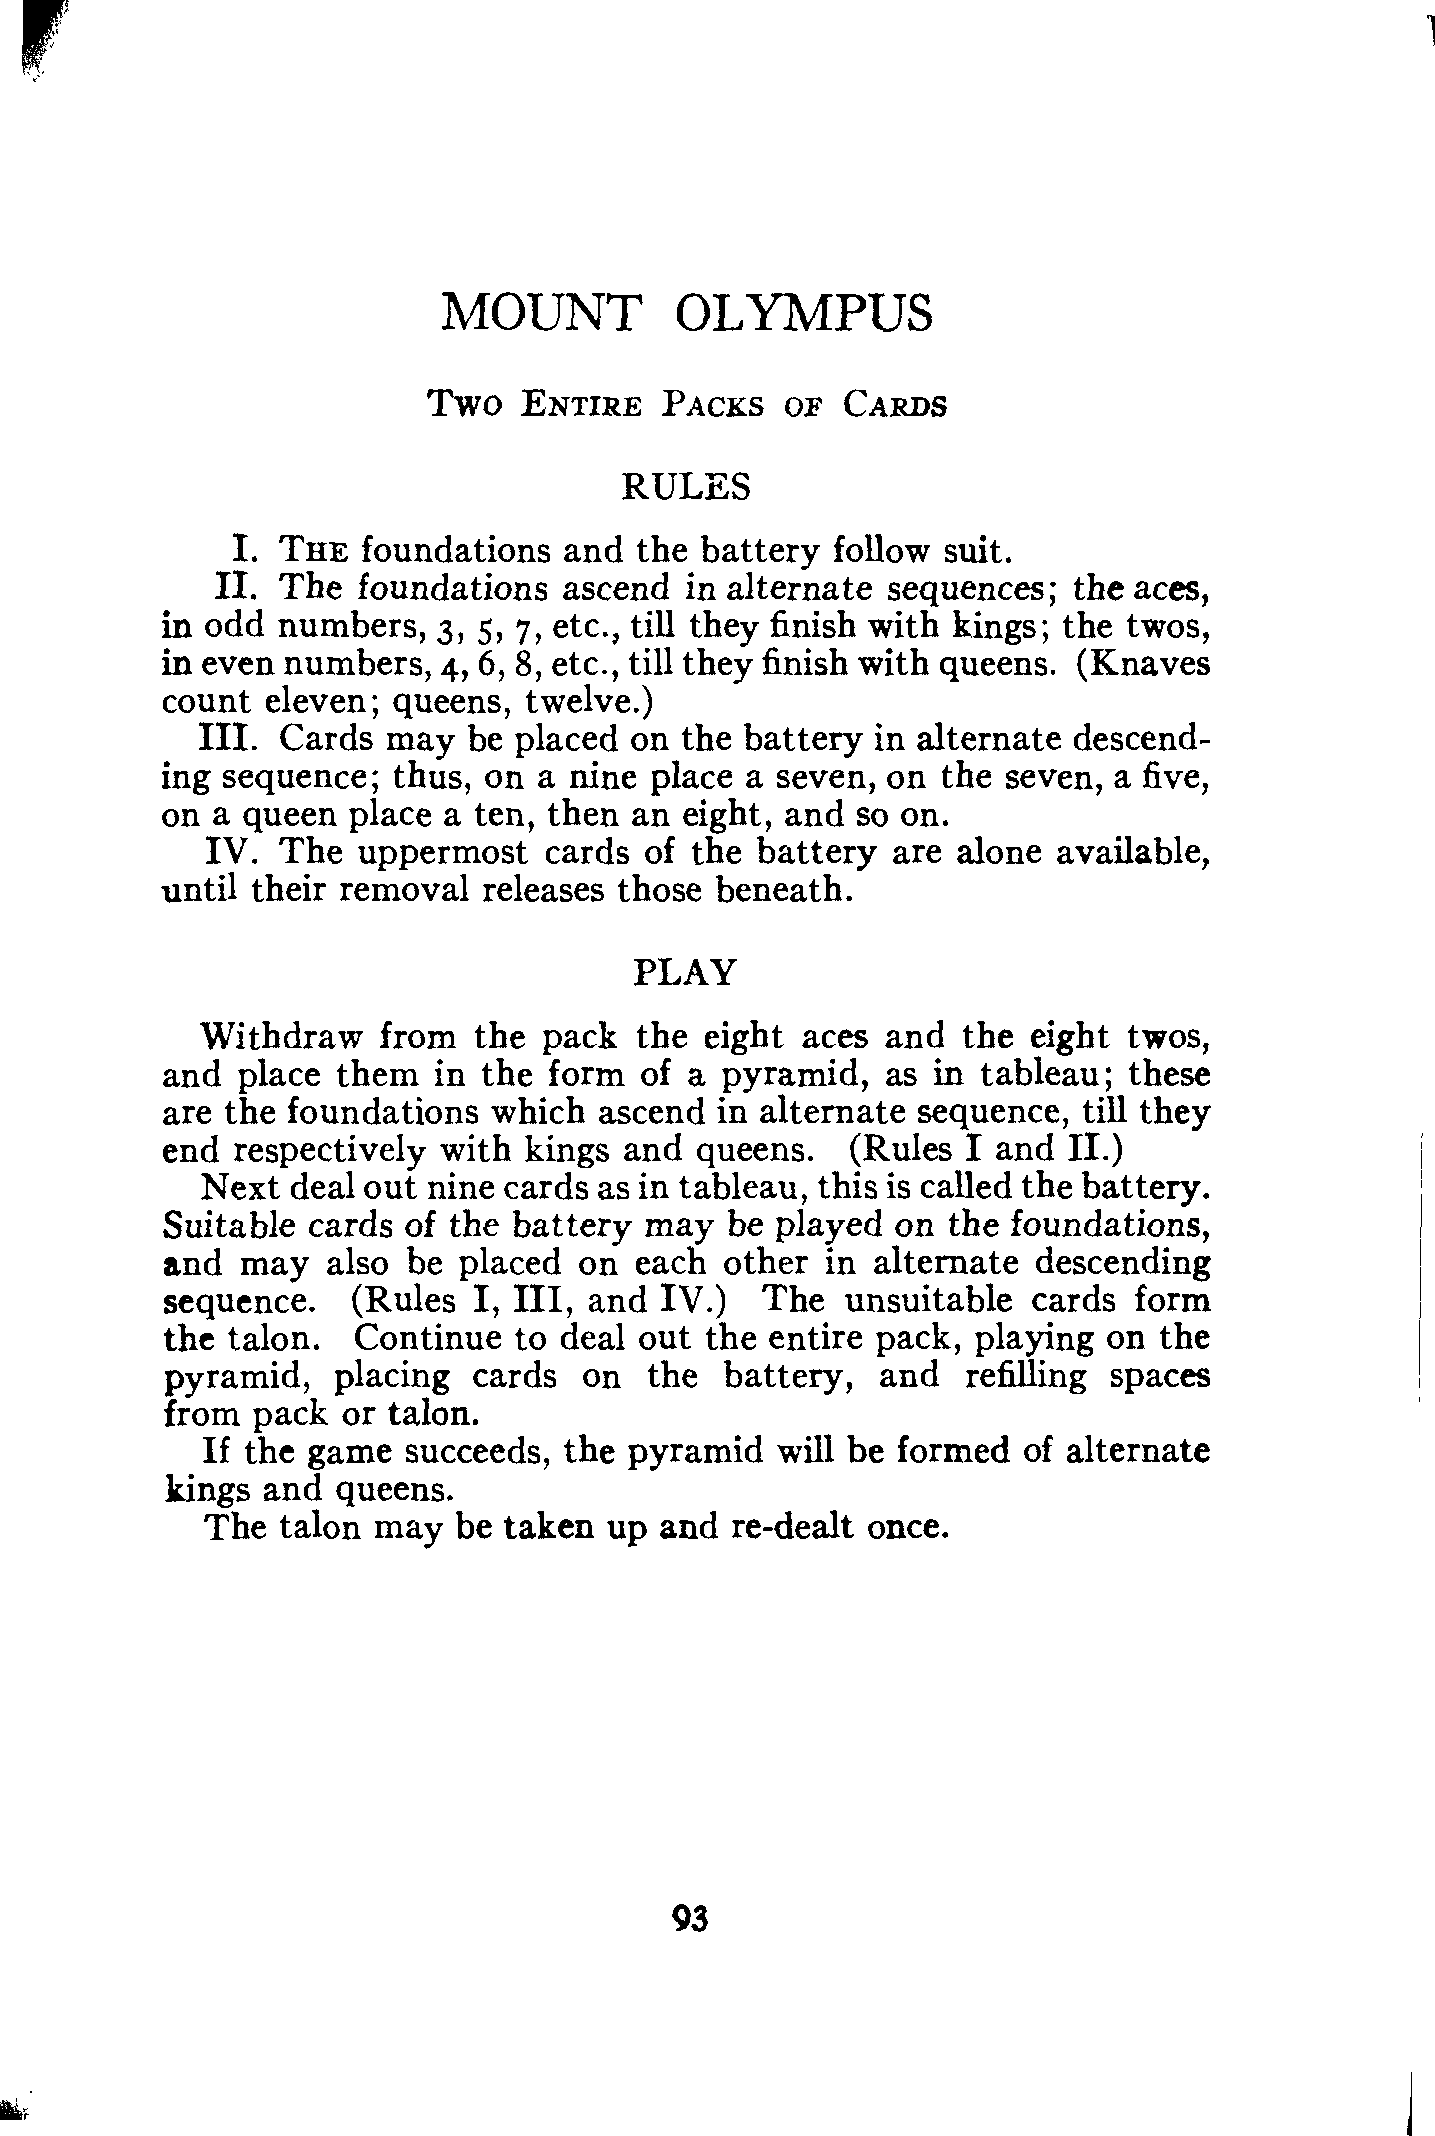 MOUNT OLYMPUS
TWO ENTIRE PACKS OF CARDS
RULES
I. THE foundations and the battery follow suit.
II. The foundations ascend in alternate sequences; the aces,
in odd numbers, 3, 5, 7, etc., till they finish with kings; the twos,
in even numbers, 4, 6, 8, etc., till they finish with queens. (Knaves
count eleven; queens, twelve.)
III. Cards may be placed on the battery in alternate descend-
ing sequence; thus, on a nine place a seven, on the seven, a five,
on a queen place a ten, then an eight, and so on.
IV. The uppermost cards of the battery are alone available,
until their removal releases those beneath.
PLAY
Withdraw from the pack the eight aces and the eight twos,
and place them in the form of a pyramid, as in tableau; these
are the foundations which ascend in alternate sequence, till they
end respectively with kings and queens. (Rules I and II.)
Next deal out nine cards as in tableau, this is called the battery.
Suitable cards of the battery may be played on the foundations,
and may also be placed on each other in alternate descending
sequence. (Rules I, III, and IV.) The unsuitable cards form
the talon. Continue to deal out the entire pack, playing on the
pyramid, placing cards on the battery, and refilling spaces
from pack or talon.
If the game succeeds, the pyramid will be formed of alternate
kings and queens.
The talon may be taken up and re-dealt once.
93